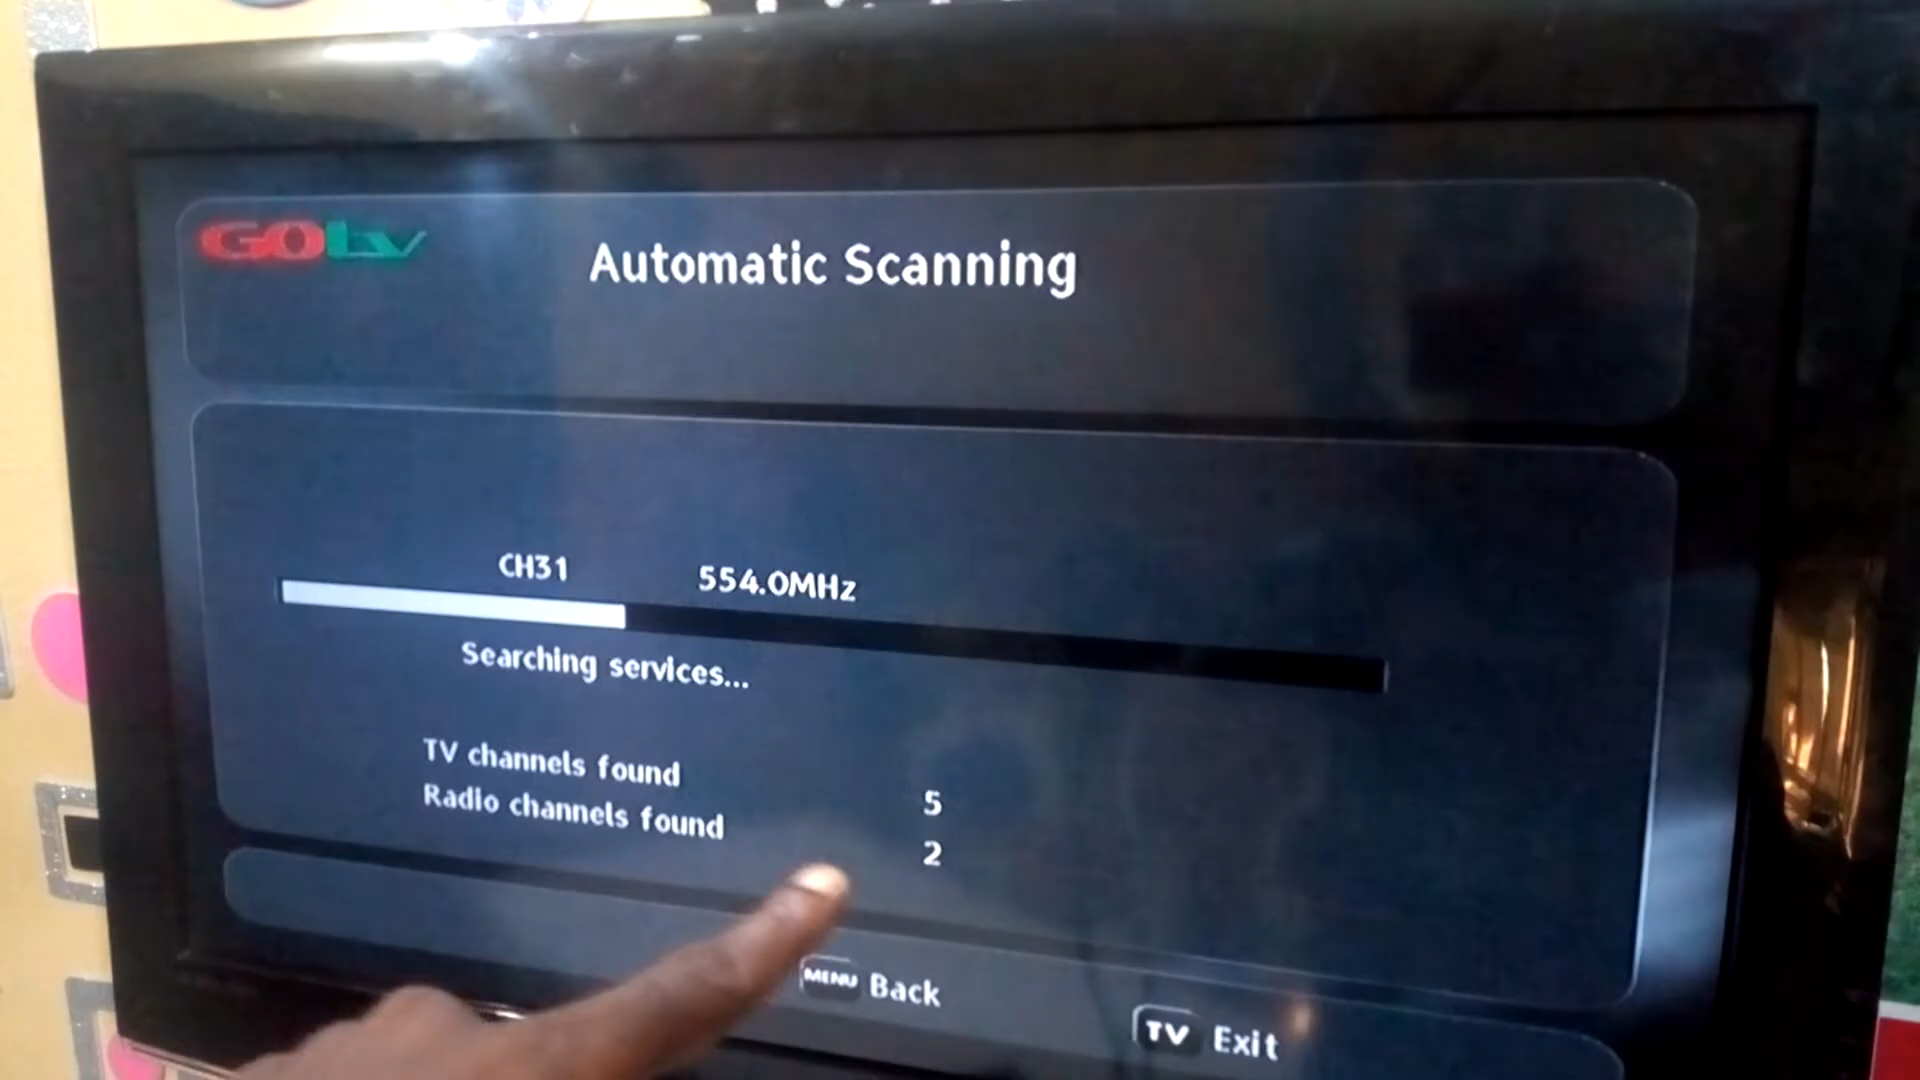 GOtv
Automatic Scanning
CH31 554.0MHz
Searching services...
TV channels found 5
Radio channels found 2
MENU Back
TV Exit